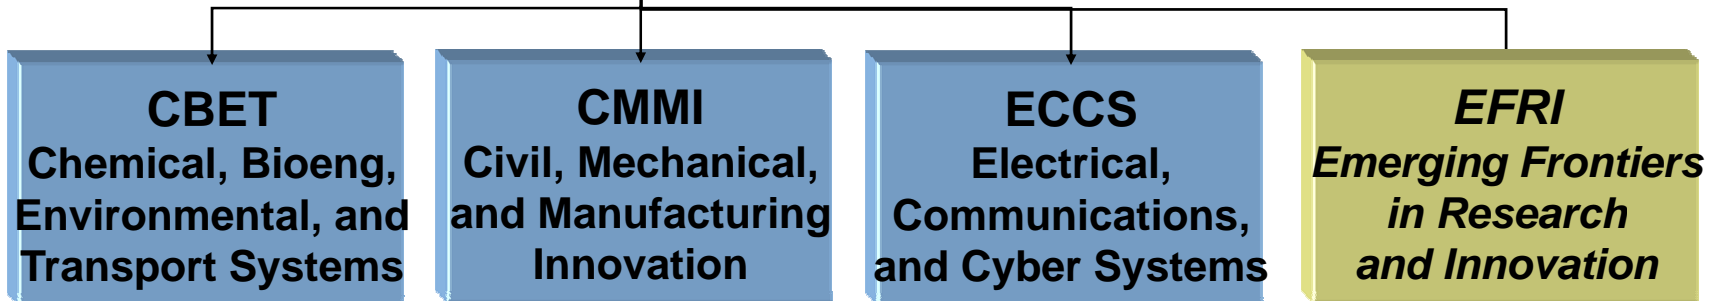 CBET
Chemical, Bioeng,
Environmental, and
Transport Systems
CMMI
Civil, Mechanical,
and Manufacturing
Innovation
ECCS
Electrical,
Communications,
and Cyber Systems
EFRI
Emerging Frontiers
in Research
and Innovation